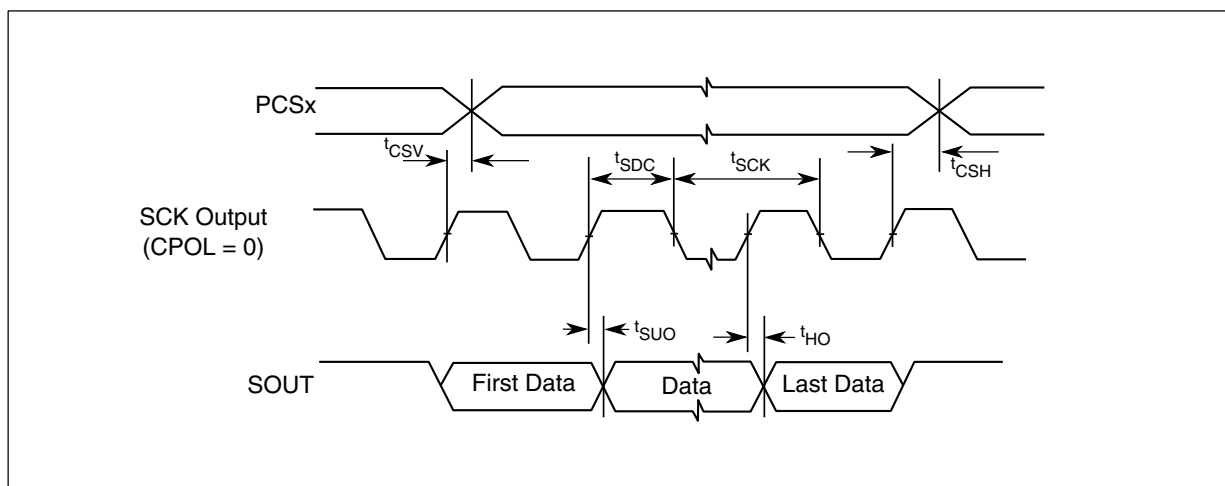 PCSx
tCSV
tSDC
tSCK
tCSH
SCK Output
(CPOL = 0)
tSUO
tHO
SOUT
First Data
Data
Last Data